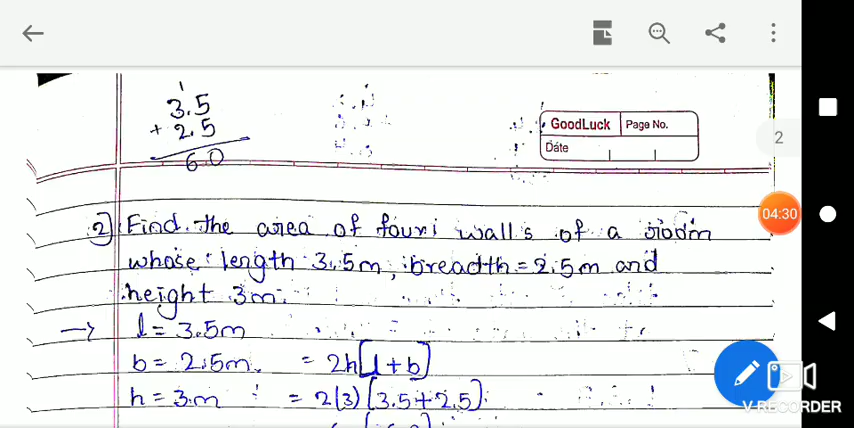 1
3.5
+ 2.5
6.0
GoodLuck Page No.
Date
2
04:30
2) Find the area of four walls of a room
whose length 3.5m, breadth = 2.5m and
height 3m.
→ l = 3.5m
b = 2.5m. = 2h[l + b]
h = 3m = 2(3)[3.5+2.5]
V RECORDER